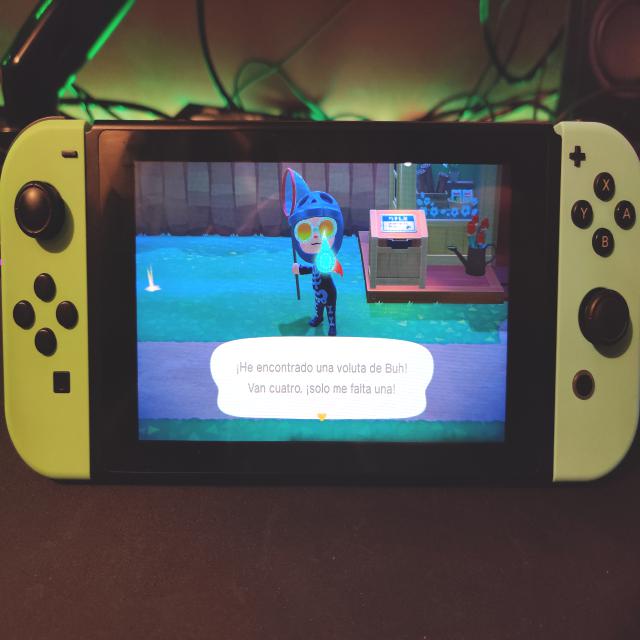 X
Y
A
B
¡He encontrado una voluta de Buh!
Van cuatro, ¡solo me falta una!